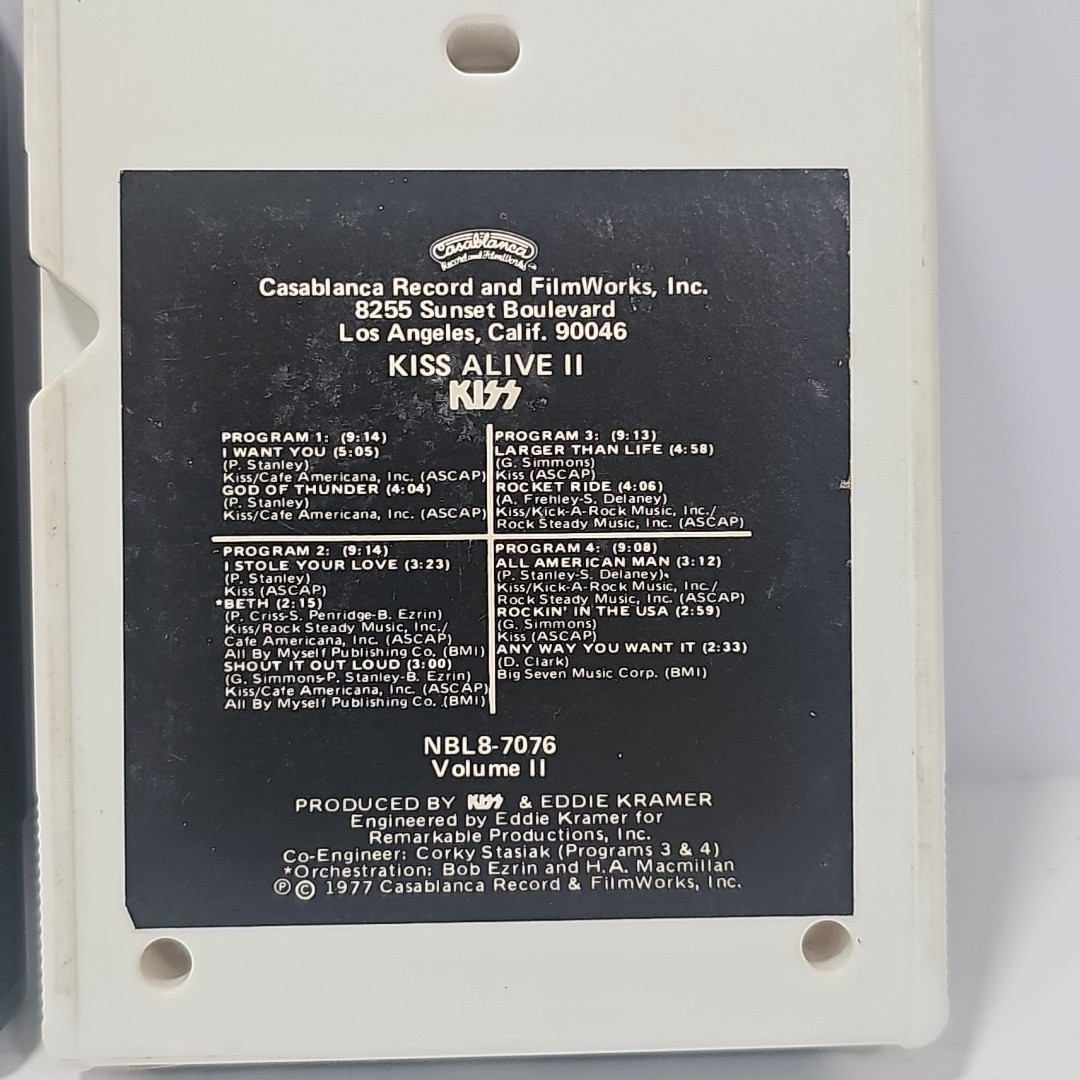 Casablanca
Record and FilmWorks
Casablanca Record and FilmWorks, Inc.
8255 Sunset Boulevard
Los Angeles, Calif. 90046
KISS ALIVE II
KISS
PROGRAM 1: (9:14)
I WANT YOU (5:05)
(P. Stanley)
Kiss/Cafe Americana, Inc. (ASCAP)
GOD OF THUNDER (4:04)
(P. Stanley)
Kiss/Cafe Americana, Inc. (ASCAP)
PROGRAM 2: (9:14)
I STOLE YOUR LOVE (3:23)
(P. Stanley)
Kiss (ASCAP)
*BETH (2:15)
(P. Criss-S. Penridge-B. Ezrin)
Kiss/Rock Steady Music, Inc./
Cafe Americana, Inc. (ASCAP)
All By Myself Publishing Co. (BMI)
SHOUT IT OUT LOUD (3:00)
(G. Simmons-P. Stanley-B. Ezrin)
Kiss/Cafe Americana, Inc. (ASCAP)
All By Myself Publishing Co. (BMI)
PROGRAM 3: (9:13)
LARGER THAN LIFE (4:58)
(G. Simmons)
Kiss (ASCAP)
ROCKET RIDE (4:06)
(A. Frehley-S. Delaney)
Kiss/Kick-A-Rock Music, Inc./
Rock Steady Music, Inc. (ASCAP)
PROGRAM 4: (9:08)
ALL AMERICAN MAN (3:12)
(P. Stanley-S. Delaney)
Kiss/Kick-A-Rock Music, Inc./
Rock Steady Music, Inc. (ASCAP)
ROCKIN' IN THE USA (2:59)
(G. Simmons)
Kiss (ASCAP)
ANY WAY YOU WANT IT (2:33)
(D. Clark)
Big Seven Music Corp. (BMI)
NBL8-7076
Volume II
PRODUCED BY KISS & EDDIE KRAMER
Engineered by Eddie Kramer for
Remarkable Productions, Inc.
Co-Engineer: Corky Stasiak (Programs 3 & 4)
*Orchestration: Bob Ezrin and H.A. Macmillan
℗ © 1977 Casablanca Record & FilmWorks, Inc.